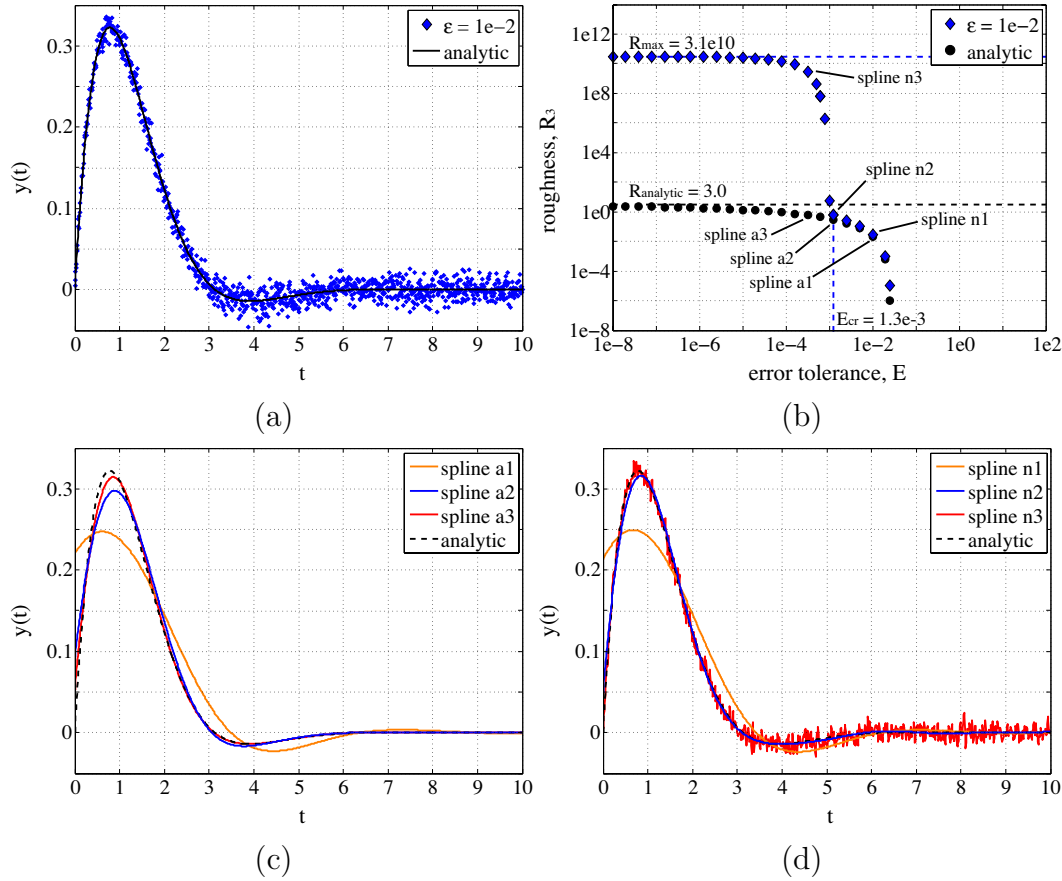 ε = 1e-2
analytic
0.3
0.2
0.1
0
y(t)
0 1 2 3 4 5 6 7 8 9 10
t
(a)
1e12
1e8
1e4
1e0
1e-4
1e-8
roughness, R3
ε = 1e-2
analytic
Rmax = 3.1e10
spline n3
spline n2
Ranalytic = 3.0
spline n1
spline a3
spline a2
spline a1
Ecr = 1.3e-3
1e-8 1e-6 1e-4 1e-2 1e0 1e2
error tolerance, E
(b)
spline a1
spline a2
spline a3
analytic
0.3
0.2
0.1
0
y(t)
0 1 2 3 4 5 6 7 8 9 10
t
(c)
spline n1
spline n2
spline n3
analytic
0.3
0.2
0.1
0
y(t)
0 1 2 3 4 5 6 7 8 9 10
t
(d)